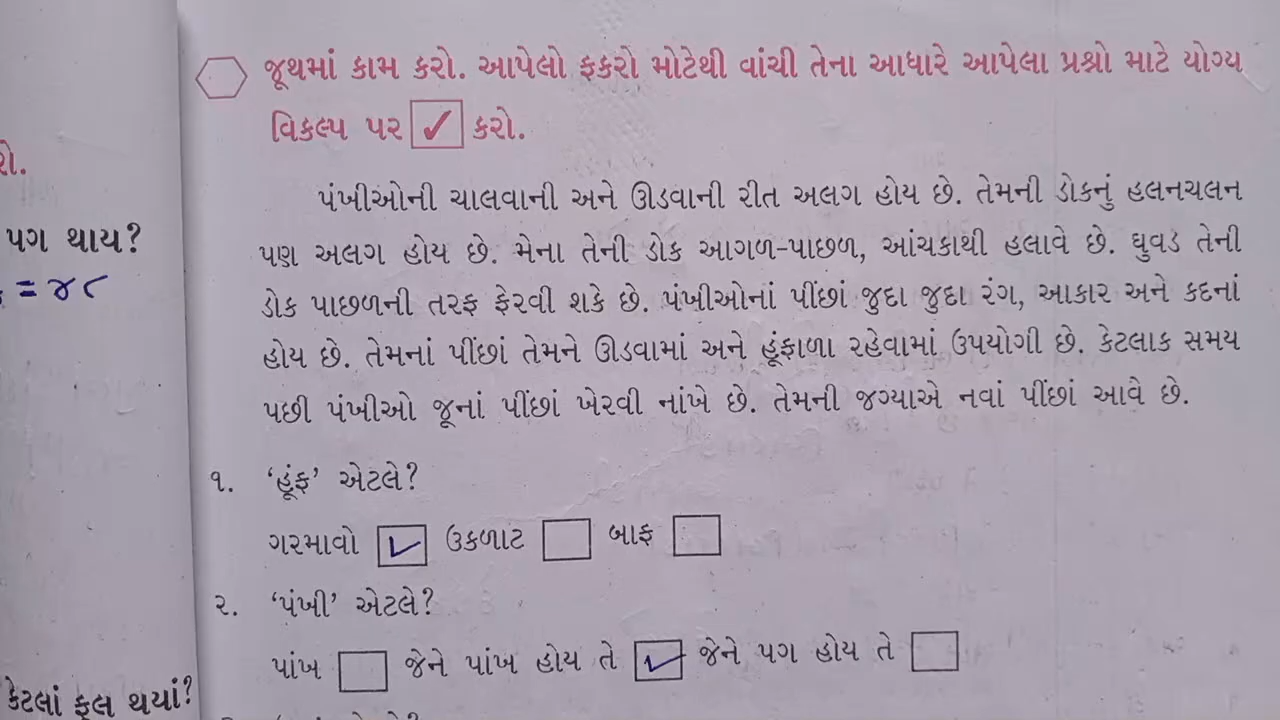 જૂથમાં કામ કરો. આપેલો ફકરો મોટેથી વાંચી તેના આધારે આપેલા પ્રશ્નો માટે યોગ્ય
વિકલ્પ પર ✓ કરો.
પંખીઓની ચાલવાની અને ઊડવાની રીત અલગ હોય છે. તેમની ડોકનું હલનચલન
પણ અલગ હોય છે. મેના તેની ડોક આગળ-પાછળ, આંચકાથી હલાવે છે. ઘુવડ તેની
ડોક પાછળની તરફ ફેરવી શકે છે. પંખીઓનાં પીંછાં જુદા જુદા રંગ, આકાર અને કદનાં
હોય છે. તેમનાં પીંછાં તેમને ઊડવામાં અને હૂંફાળા રહેવામાં ઉપયોગી છે. કેટલાક સમય
પછી પંખીઓ જૂનાં પીંછાં ખેરવી નાંખે છે. તેમની જગ્યાએ નવાં પીંછાં આવે છે.
૧. ‘હૂંફ’ એટલે?
ગરમાવો ✓ ઉકળાટ બાફ
૨. ‘પંખી’ એટલે?
પાંખ જેને પાંખ હોય તે ✓ જેને પગ હોય તે
પગ થાય?
= ૪૮
કેટલાં ફૂલ થયાં?